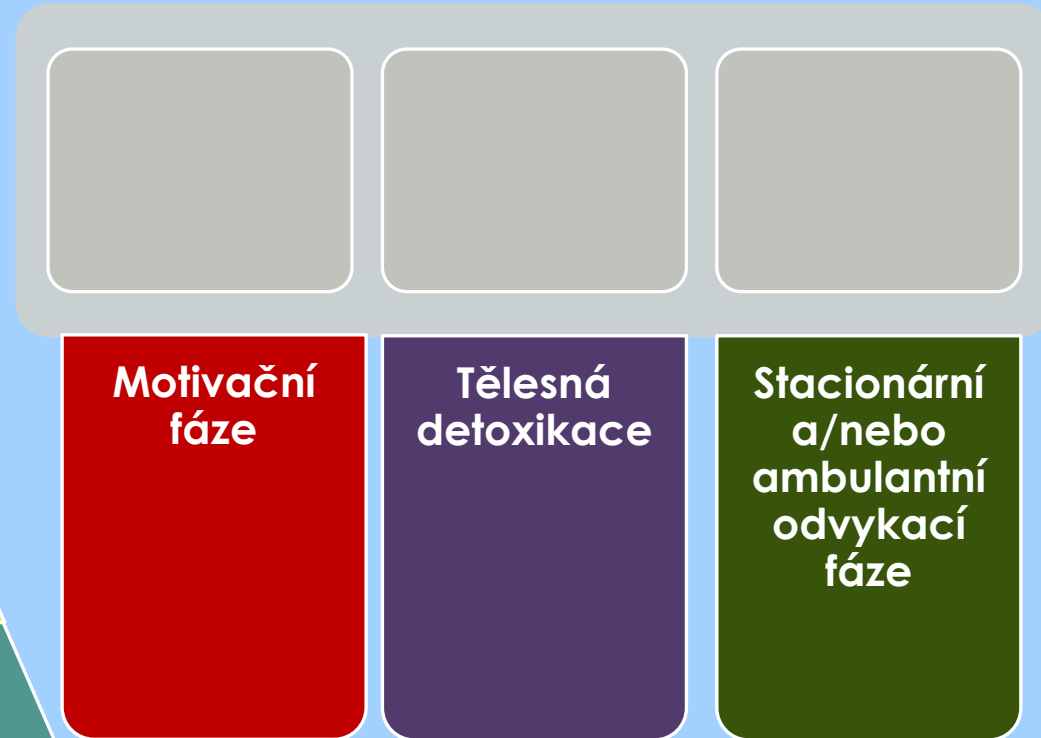 Motivační
fáze
Tělesná
detoxikace
Stacionární
a/nebo
ambulantní
odvykací
fáze